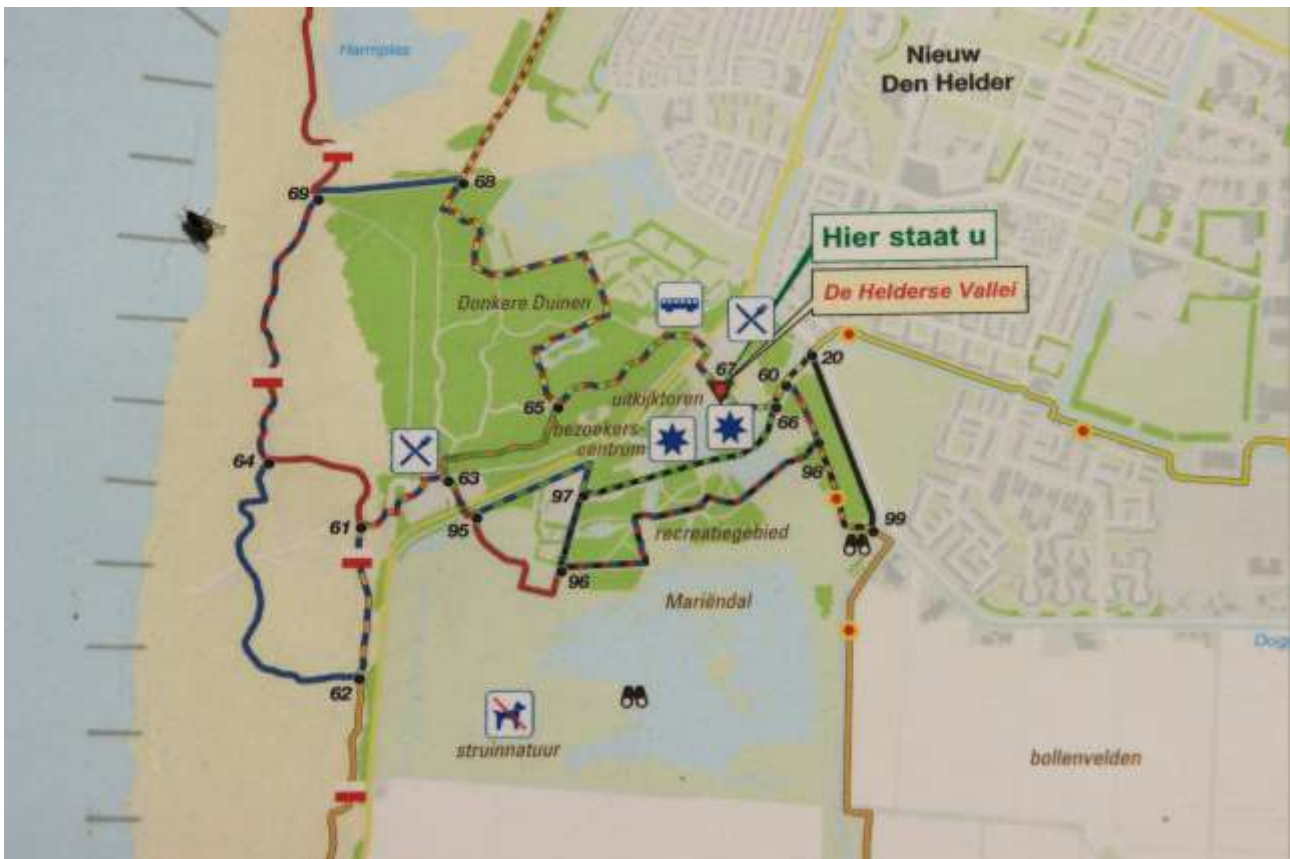 Harmplas
Nieuw
Den Helder
69
68
Hier staat u
Donkere Duinen
De Helderse Vallei
67
60
20
65
uitkijktoren
66
bezoekers-
centrum
64
63
98
97
61
95
99
recreatiegebied
96
Mariëndal
62
struinnatuur
bollenvelden